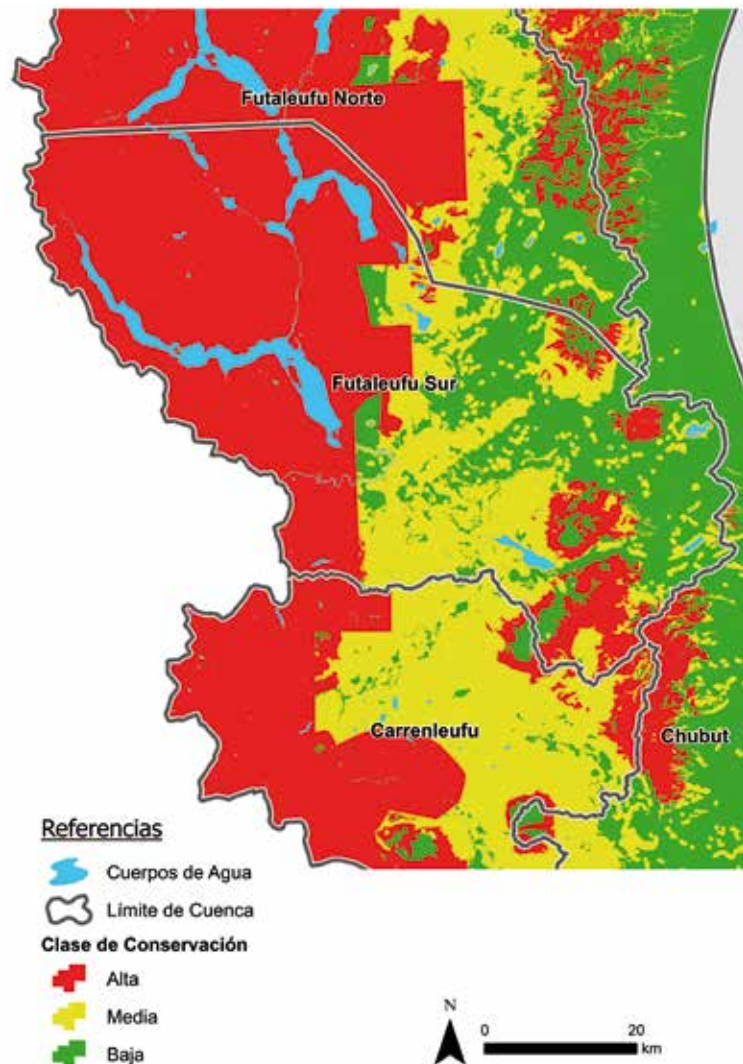 Futaleufu Norte
Futaleufu Sur
Carrenleufu
Chubut
Referencias
Cuerpos de Agua
Límite de Cuenca
Clase de Conservación
Alta
Media
Baja
N
0 20
km